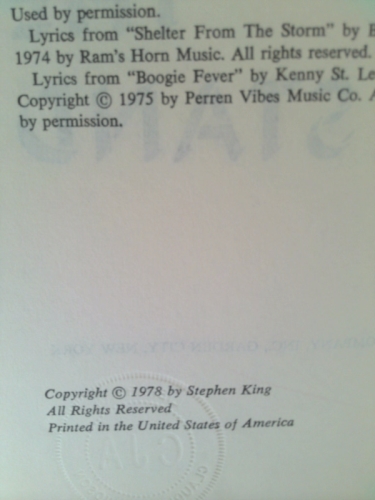 Used by permission.
Lyrics from "Shelter From The Storm" by
1974 by Ram's Horn Music. All rights reserved.
Lyrics from "Boogie Fever" by Kenny St. Le
Copyright © 1975 by Perren Vibes Music Co. A
by permission.
Copyright © 1978 by Stephen King
All Rights Reserved
Printed in the United States of America